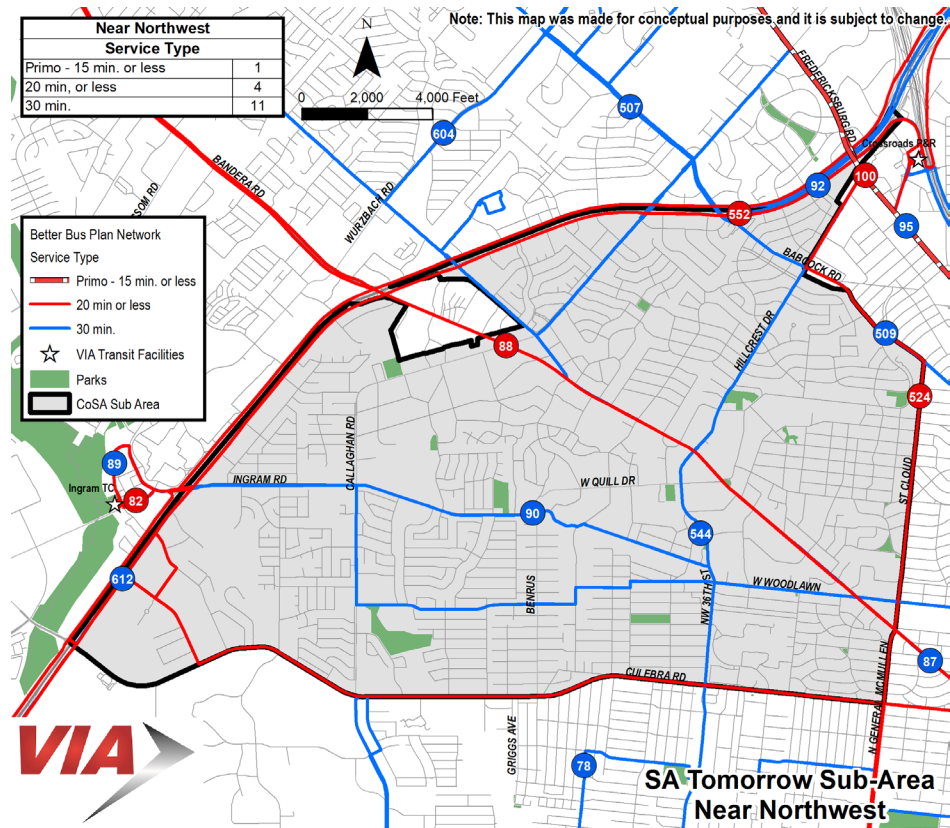 Near Northwest
Service Type
Primo - 15 min. or less 1
20 min, or less 4
30 min. 11
N
0 2,000 4,000 Feet
Note: This map was made for conceptual purposes and it is subject to change.
FREDERICKSBURG RD
Crossroads P&R
507
604
100
92
552
95
BANDERA RD
WURZBACH RD
Better Bus Plan Network
Service Type
Primo - 15 min. or less
20 min or less
30 min.
VIA Transit Facilities
Parks
CoSA Sub Area
BABCOCK RD
HILLCREST DR
509
88
524
CALLAGHAN RD
89
Ingram TC
82
INGRAM RD
W QUILL DR
ST CLOUD
90
544
612
BENRUS
NW 36TH ST
W WOODLAWN
87
CULEBRA RD
N GENERAL MCMULLEN
GRIGGS AVE
78
VIA
SA Tomorrow Sub-Area
Near Northwest